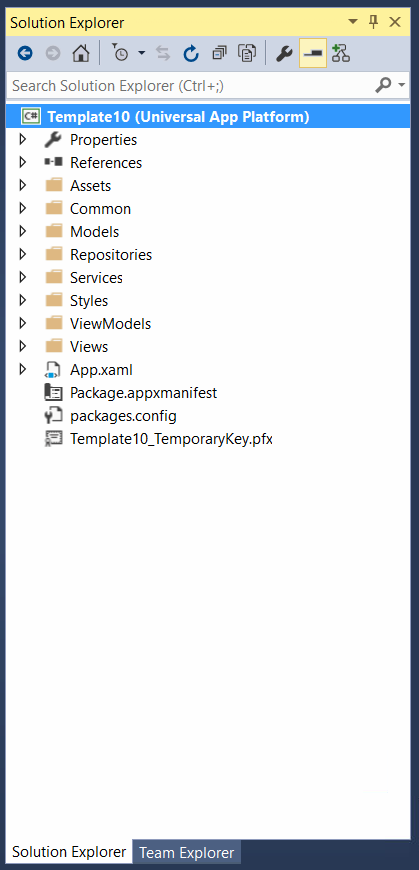 Solution Explorer
Search Solution Explorer (Ctrl+;)
C# Template10 (Universal App Platform)
Properties
References
Assets
Common
Models
Repositories
Services
Styles
ViewModels
Views
App.xaml
Package.appxmanifest
packages.config
Template10_TemporaryKey.pfx
Solution Explorer Team Explorer